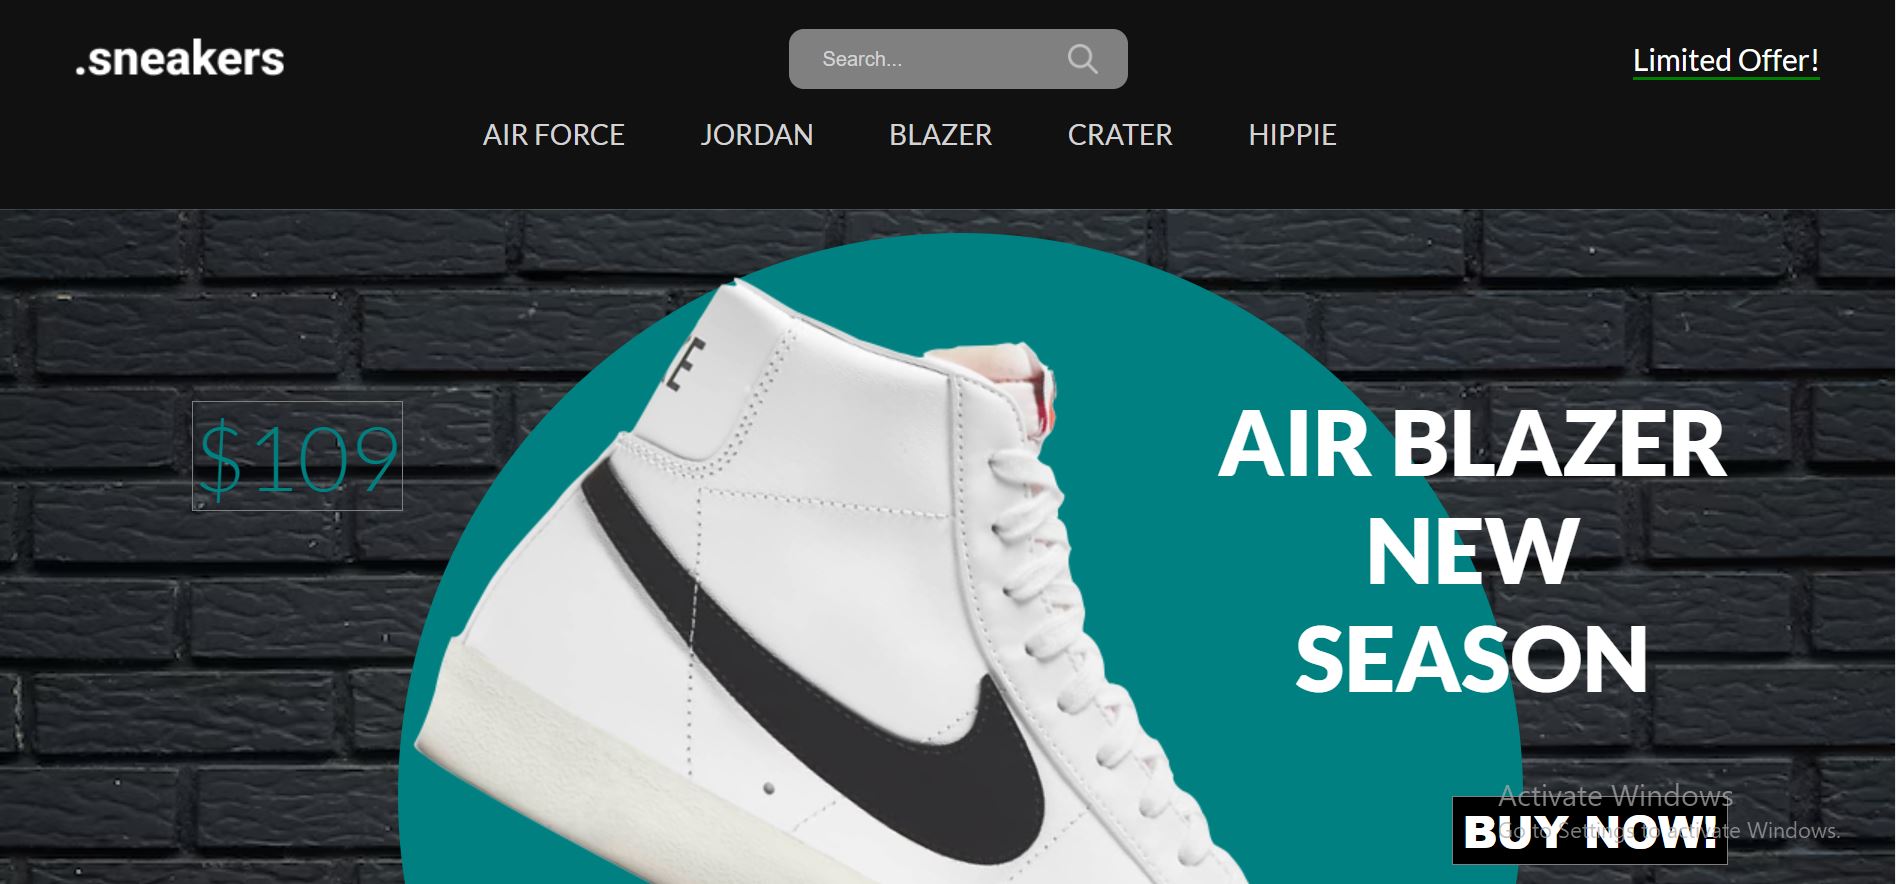 .sneakers
Search...
Limited Offer!
AIR FORCE JORDAN BLAZER CRATER HIPPIE
$109
AIR BLAZER
NEW
SEASON
Activate Windows
Go to Settings to activate Windows.
BUY NOW!